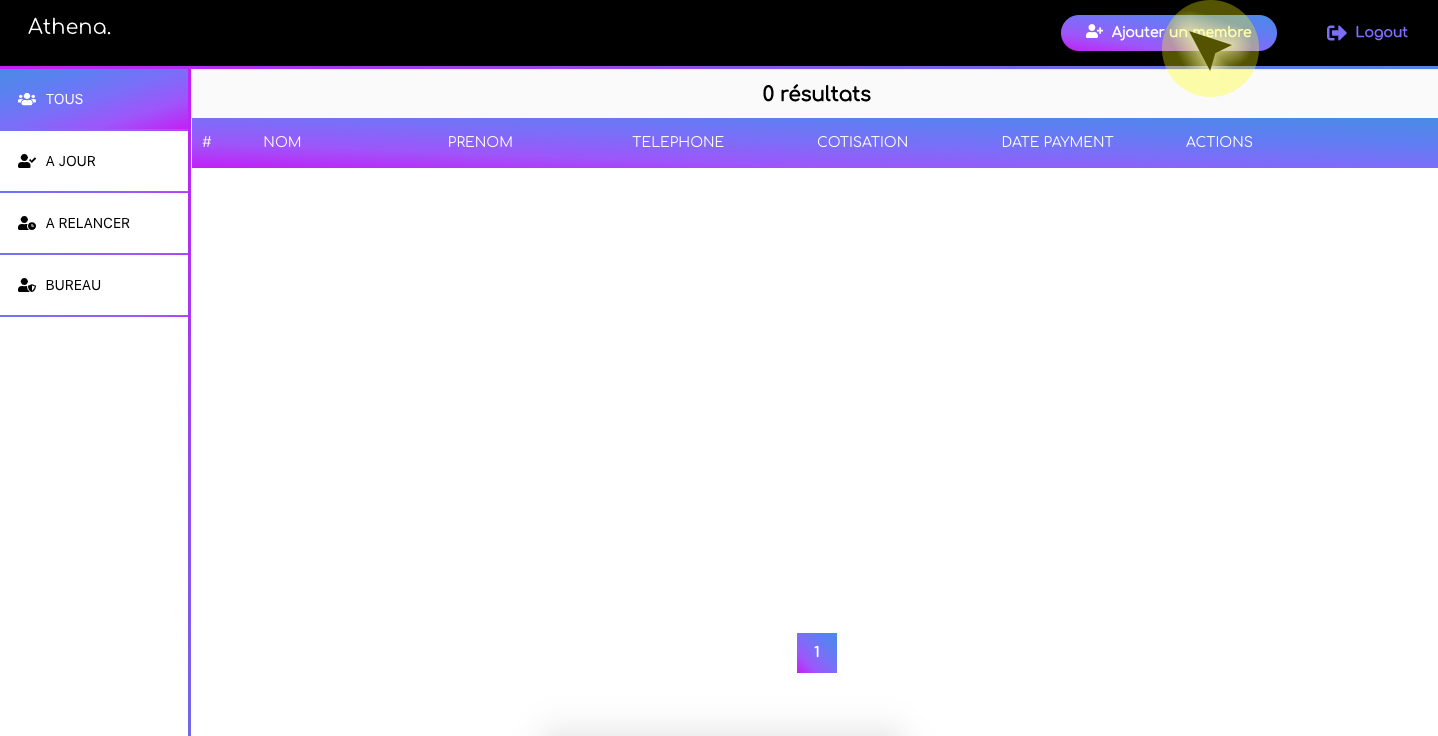 Athena.
Ajouter un membre
Logout
TOUS
A JOUR
A RELANCER
BUREAU
0 résultats
# NOM PRENOM TELEPHONE COTISATION DATE PAYMENT ACTIONS
1